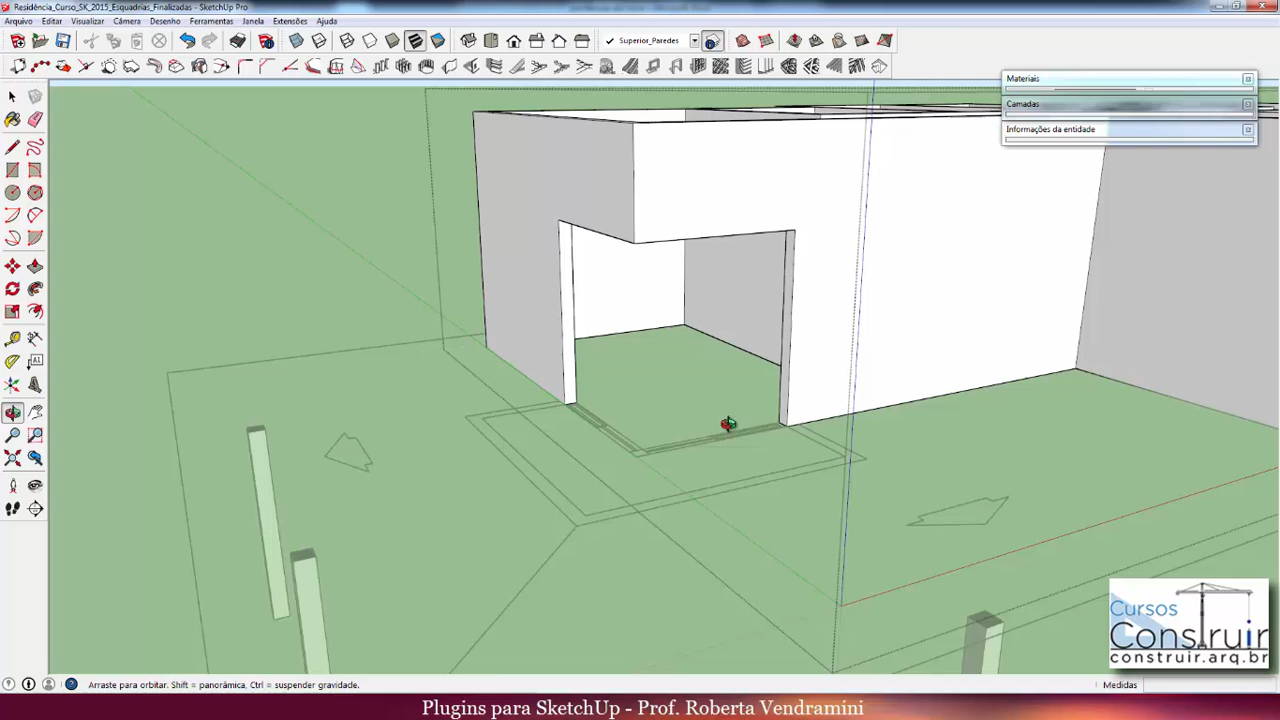 Residência_Curso_SK_2015_Esquadrias_Finalizadas - SketchUp Pro
Arquivo Editar Visualizar Câmera Desenho Ferramentas Janela Extensões Ajuda
Superior_Paredes
Materiais
Camadas
Informações da entidade
A1
Cursos
Construir
construir.arq.br
Arraste para orbitar. Shift = panorâmica, Ctrl = suspender gravidade.
Medidas
Plugins para SketchUp - Prof. Roberta Vendramini